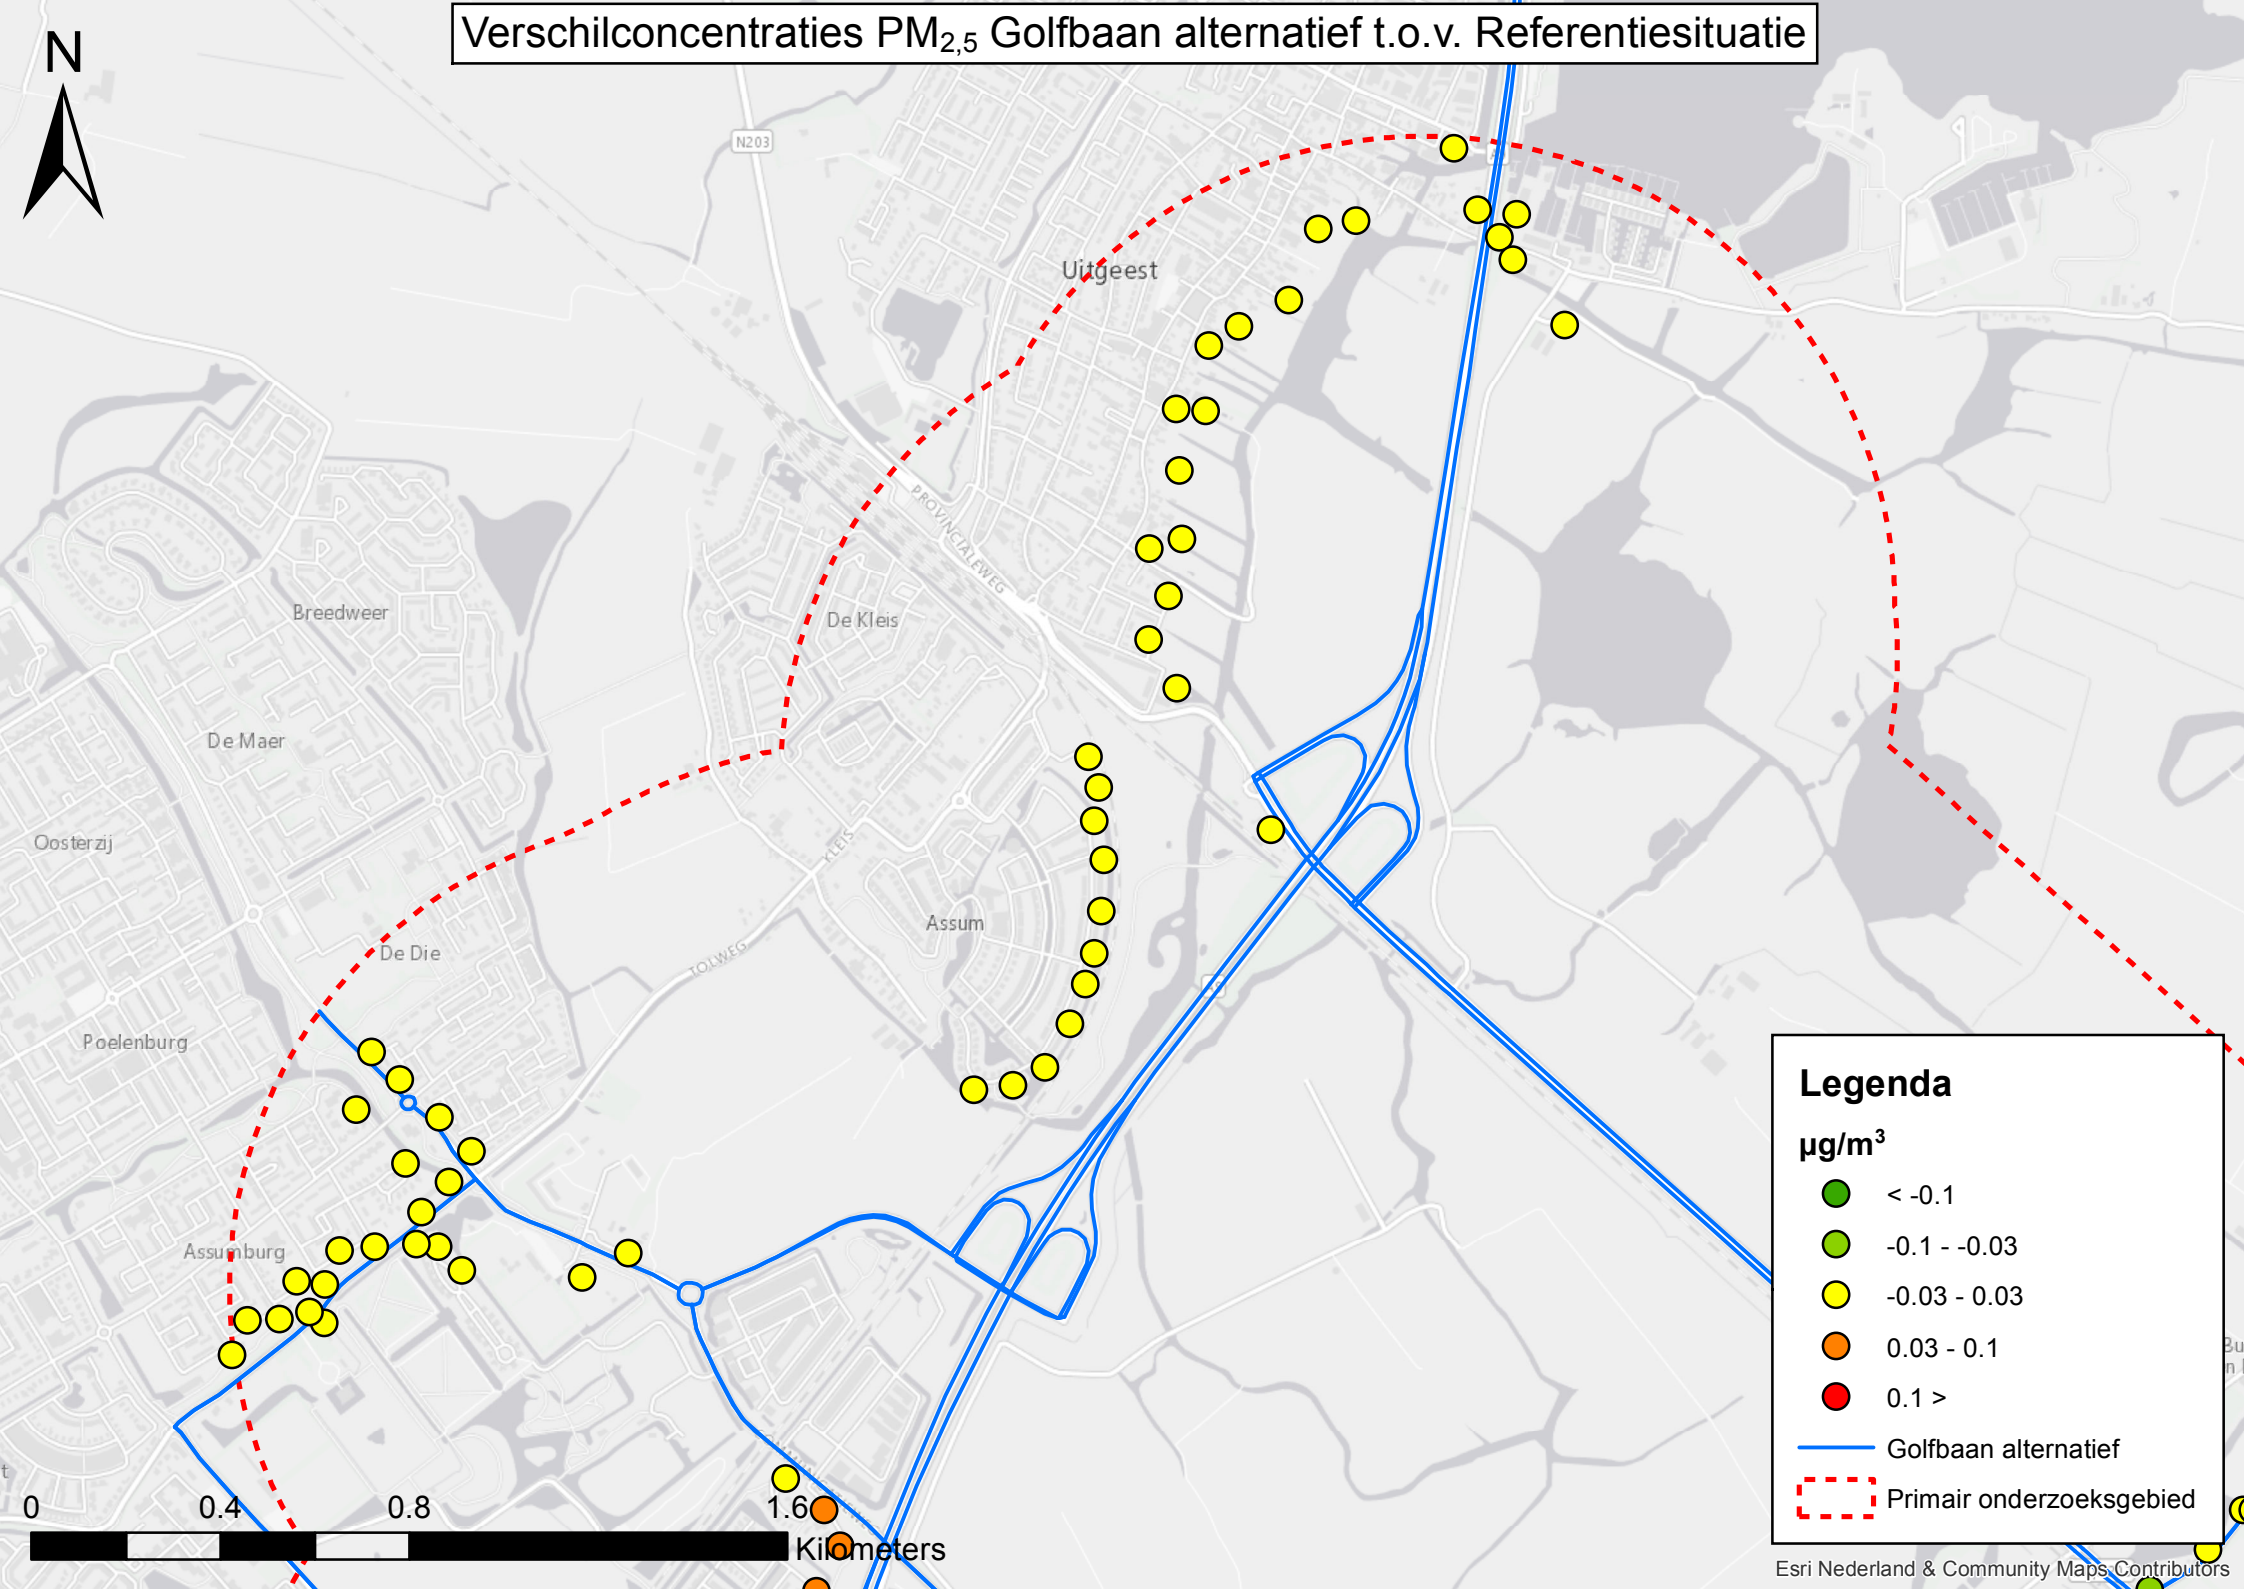 Verschilconcentraties PM2,5 Golfbaan alternatief t.o.v. Referentiesituatie
N
N203
Uitgeest
PROVINCIALEWEG
Breedweer
De Kleis
De Maer
Oosterzij
KLEIS
Assum
De Die
TOLWEG
Poelenburg
Assumburg
Legenda
µg/m³
< -0.1
-0.1 - -0.03
-0.03 - 0.03
0.03 - 0.1
0.1 >
Golfbaan alternatief
Primair onderzoeksgebied
0 0.4 0.8 1.6
Kilometers
Esri Nederland & Community Maps Contributors